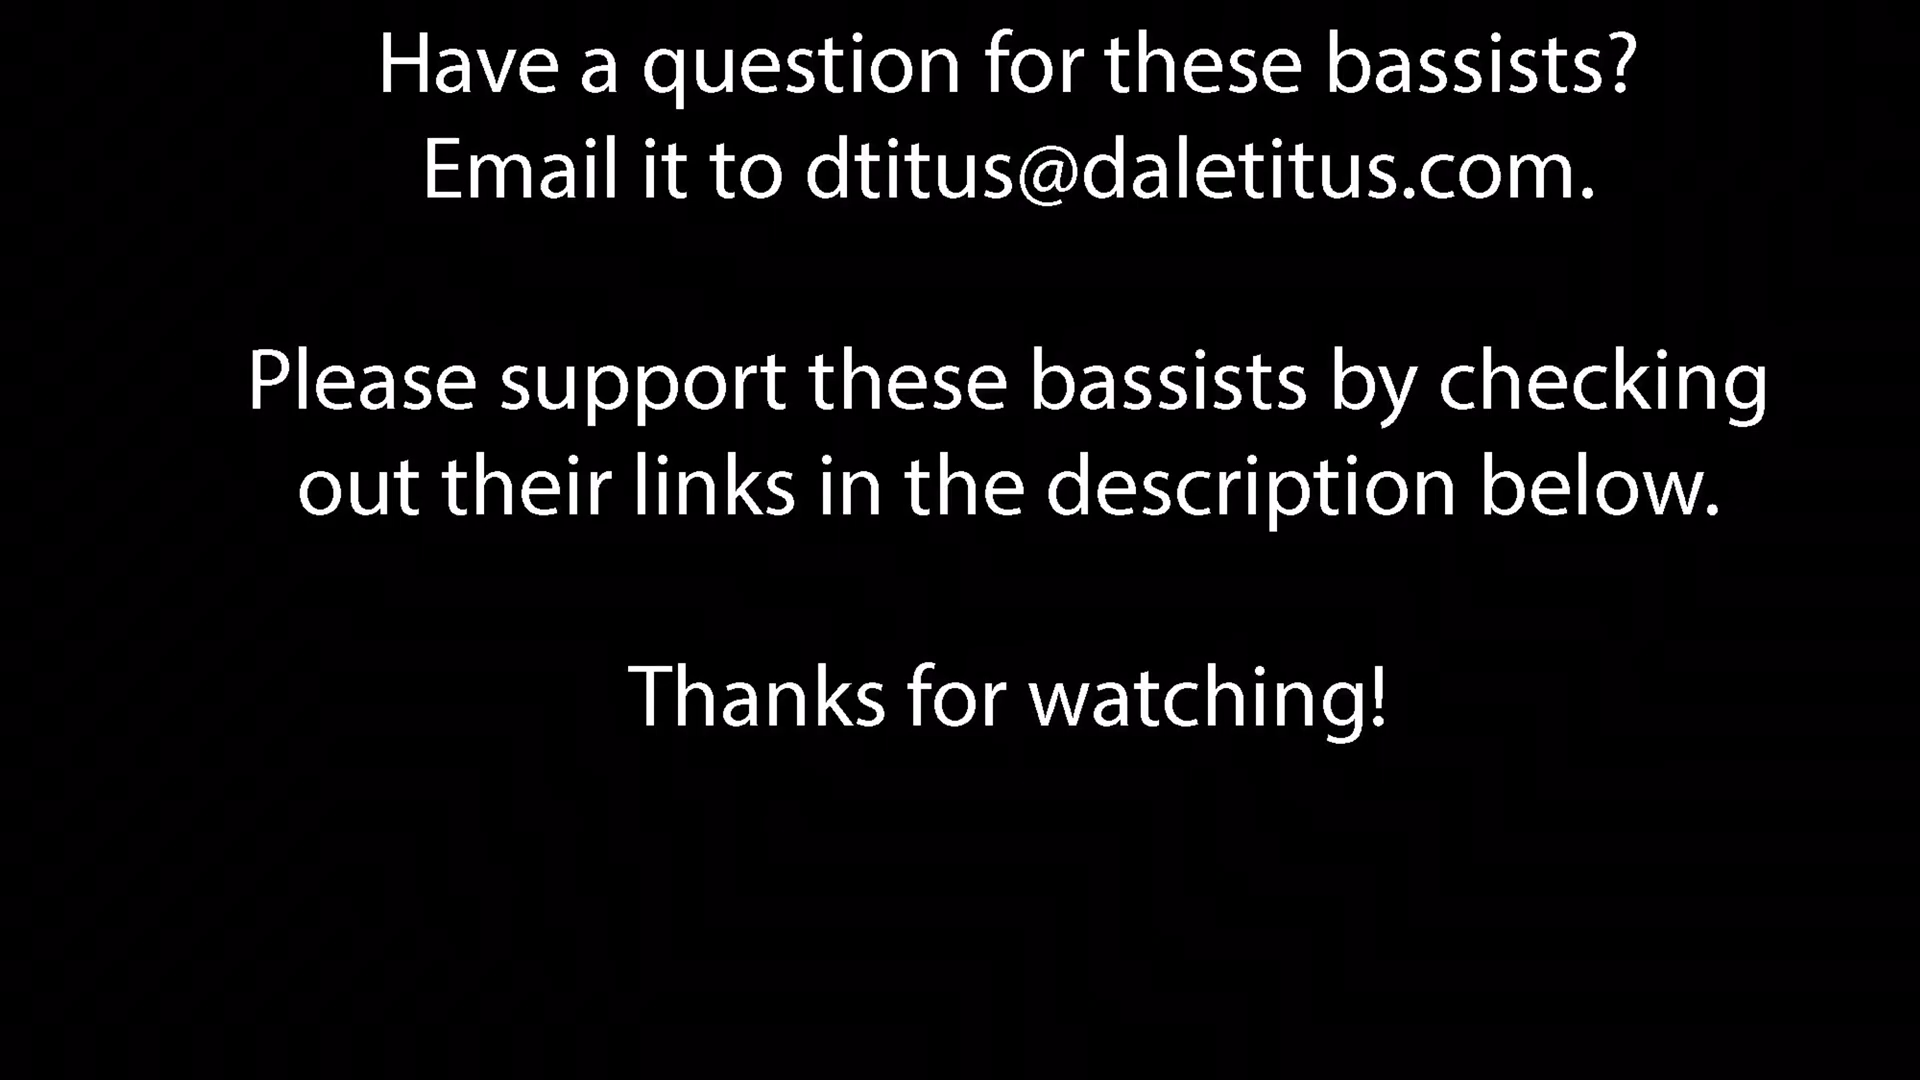 Have a question for these bassists?
Email it to dtitus@daletitus.com.
Please support these bassists by checking
out their links in the description below.
Thanks for watching!